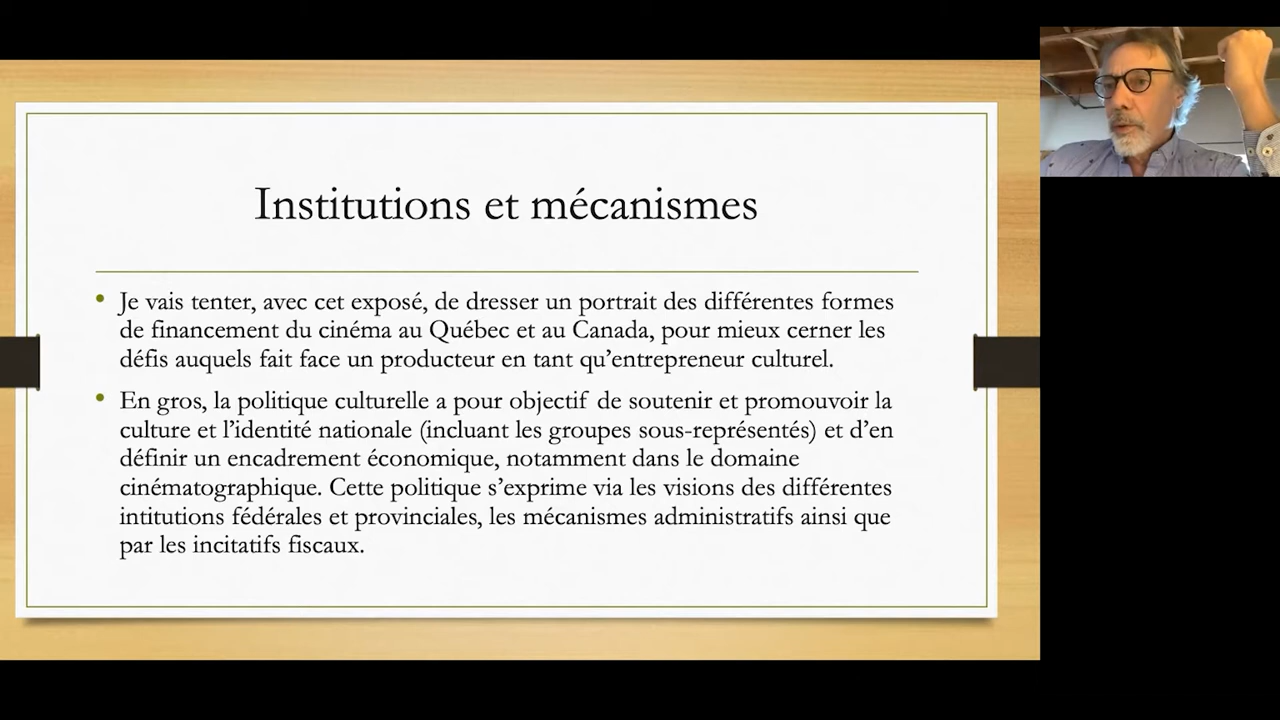 Institutions et mécanismes
• Je vais tenter, avec cet exposé, de dresser un portrait des différentes formes
de financement du cinéma au Québec et au Canada, pour mieux cerner les
défis auquels fait face un producteur en tant qu’entrepreneur culturel.
• En gros, la politique culturelle a pour objectif de soutenir et promouvoir la
culture et l’identité nationale (incluant les groupes sous-représentés) et d’en
définir un encadrement économique, notamment dans le domaine
cinématographique. Cette politique s’exprime via les visions des différentes
intitutions fédérales et provinciales, les mécanismes administratifs ainsi que
par les incitatifs fiscaux.